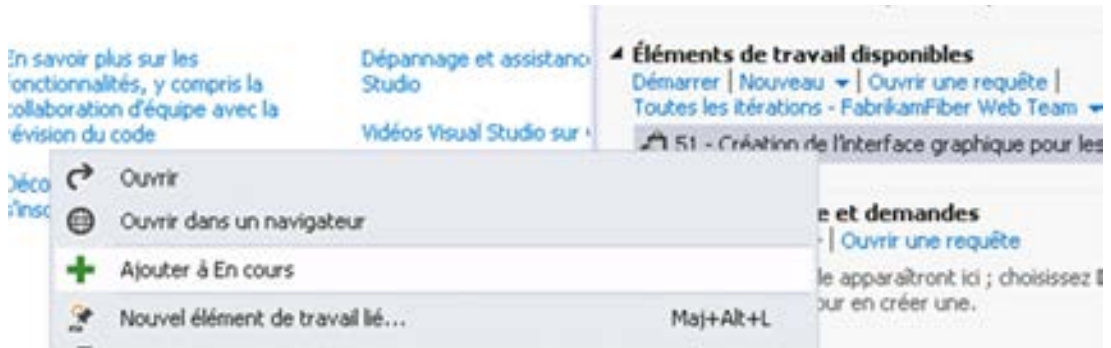 En savoir plus sur les
fonctionnalités, y compris la
collaboration d'équipe avec la
révision du code
Dépannage et assistance
Studio
Vidéos Visual Studio sur
Éléments de travail disponibles
Démarrer | Nouveau | Ouvrir une requête |
Toutes les itérations - FabrikamFiber Web Team
51 - Création de l'interface graphique pour les
Déco
s'insc
Ouvrir
Ouvrir dans un navigateur
Ajouter à En cours
Nouvel élément de travail lié... Maj+Alt+L
e et demandes
| Ouvrir une requête
le apparaîtront ici ; choisissez
our en créer une.